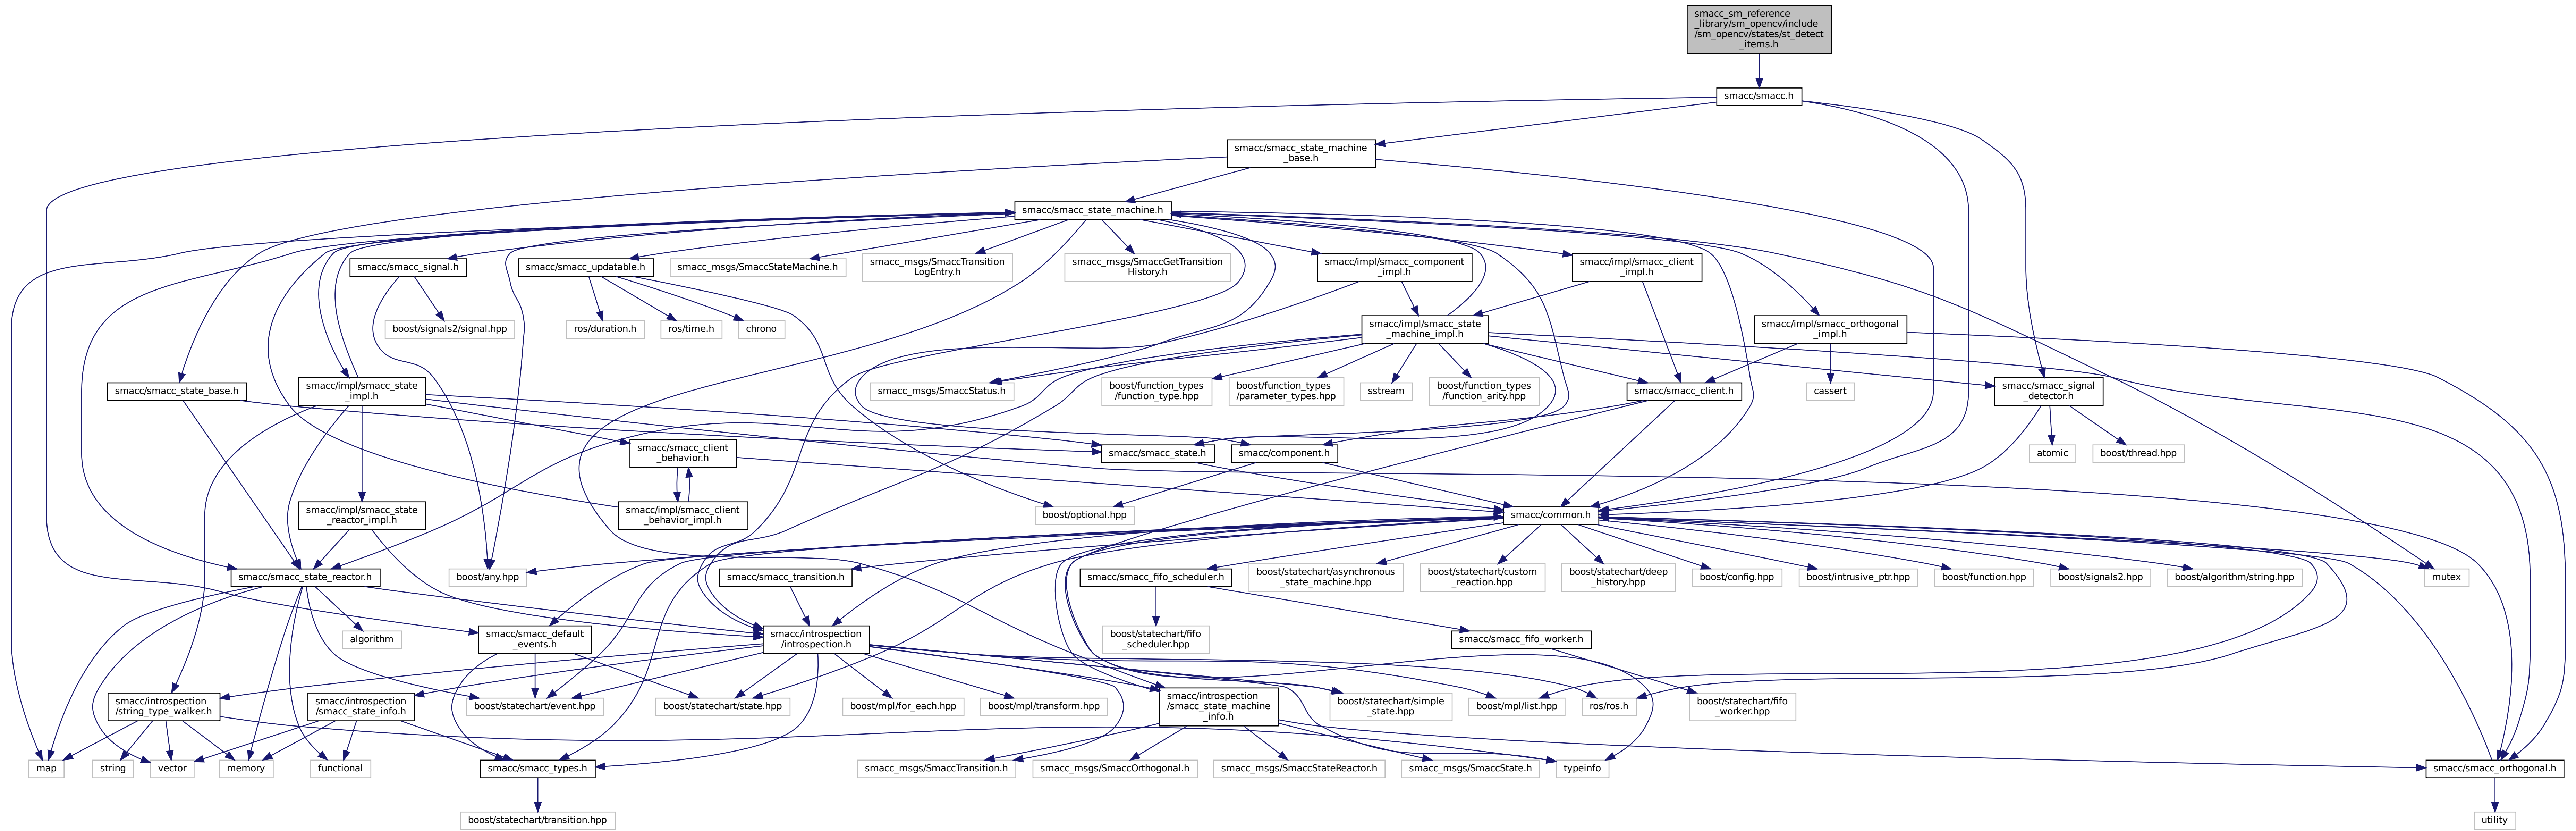 smacc_sm_reference
_library/sm_opencv/include
/sm_opencv/states/st_detect
_items.h
smacc/smacc.h
smacc/smacc_state_machine
_base.h
smacc/smacc_state_machine.h
smacc/smacc_signal.h
smacc/smacc_updatable.h
smacc_msgs/SmaccStateMachine.h
smacc_msgs/SmaccTransition
LogEntry.h
smacc_msgs/SmaccGetTransition
History.h
smacc/impl/smacc_component
_impl.h
smacc/impl/smacc_client
_impl.h
boost/signals2/signal.hpp
ros/duration.h
ros/time.h
chrono
smacc/impl/smacc_state
_machine_impl.h
smacc/impl/smacc_orthogonal
_impl.h
smacc/smacc_state_base.h
smacc/impl/smacc_state
_impl.h
smacc_msgs/SmaccStatus.h
boost/function_types
/function_type.hpp
boost/function_types
/parameter_types.hpp
sstream
boost/function_types
/function_arity.hpp
smacc/smacc_client.h
cassert
smacc/smacc_signal
_detector.h
smacc/smacc_client
_behavior.h
smacc/smacc_state.h
smacc/component.h
atomic
boost/thread.hpp
smacc/impl/smacc_state
_reactor_impl.h
smacc/impl/smacc_client
_behavior_impl.h
boost/optional.hpp
smacc/common.h
smacc/smacc_state_reactor.h
boost/any.hpp
smacc/smacc_transition.h
smacc/smacc_fifo_scheduler.h
boost/statechart/asynchronous
_state_machine.hpp
boost/statechart/custom
_reaction.hpp
boost/statechart/deep
_history.hpp
boost/config.hpp
boost/intrusive_ptr.hpp
boost/function.hpp
boost/signals2.hpp
boost/algorithm/string.hpp
mutex
algorithm
smacc/smacc_default
_events.h
smacc/introspection
/introspection.h
boost/statechart/fifo
_scheduler.hpp
smacc/smacc_fifo_worker.h
smacc/introspection
/string_type_walker.h
smacc/introspection
/smacc_state_info.h
boost/statechart/event.hpp
boost/statechart/state.hpp
boost/mpl/for_each.hpp
boost/mpl/transform.hpp
smacc/introspection
/smacc_state_machine
_info.h
boost/statechart/simple
_state.hpp
boost/mpl/list.hpp
ros/ros.h
boost/statechart/fifo
_worker.hpp
map
string
vector
memory
functional
smacc/smacc_types.h
smacc_msgs/SmaccTransition.h
smacc_msgs/SmaccOrthogonal.h
smacc_msgs/SmaccStateReactor.h
smacc_msgs/SmaccState.h
typeinfo
smacc/smacc_orthogonal.h
boost/statechart/transition.hpp
utility